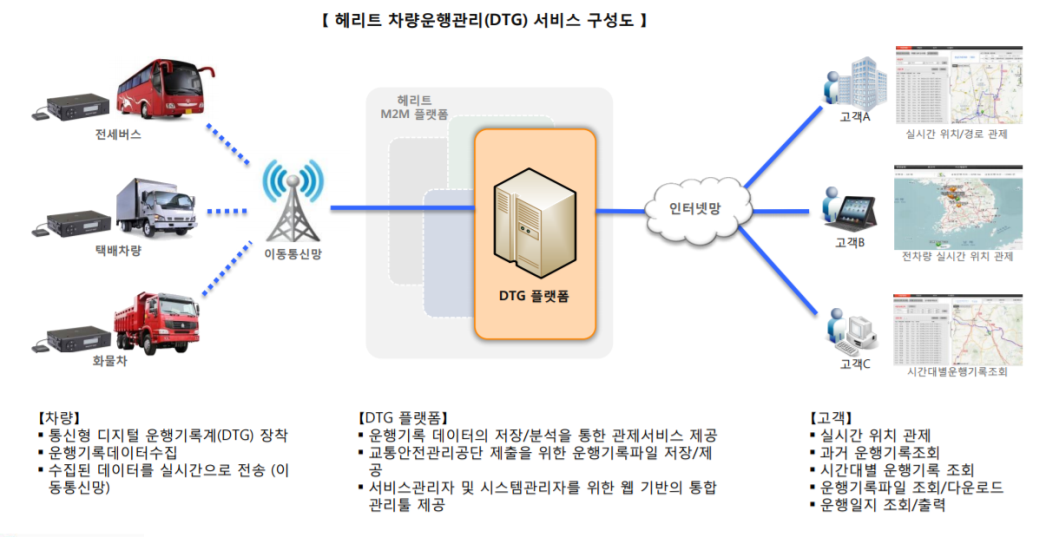 【 헤리트 차량운행관리(DTG) 서비스 구성도 】
헤리트
M2M 플랫폼
전세버스
택배차량
화물차
이동통신망
DTG 플랫폼
인터넷망
고객A
실시간 위치/경로 관제
고객B
전차량 실시간 위치 관제
고객C
시간대별운행기록조회
【차량】
▪ 통신형 디지털 운행기록계(DTG) 장착
▪ 운행기록데이터수집
▪ 수집된 데이터를 실시간으로 전송 (이
동통신망)
【DTG 플랫폼】
▪ 운행기록 데이터의 저장/분석을 통한 관제서비스 제공
▪ 교통안전관리공단 제출을 위한 운행기록파일 저장/제
공
▪ 서비스관리자 및 시스템관리자를 위한 웹 기반의 통합
관리툴 제공
【고객】
▪ 실시간 위치 관제
▪ 과거 운행기록조회
▪ 시간대별 운행기록 조회
▪ 운행기록파일 조회/다운로드
▪ 운행일지 조회/출력